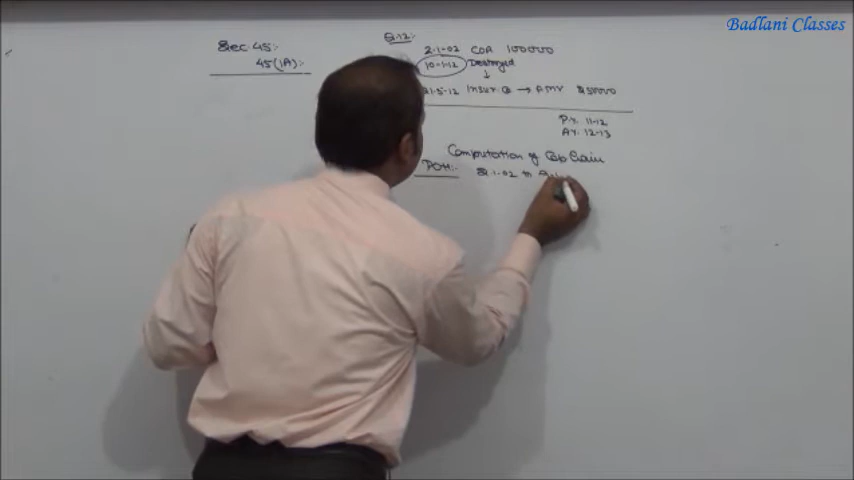 Badlani Classes
Sec. 45:-
45(1A):-
Q.12:-
2.1.02 COA 100000
10.1.12 Destroyed
↓
21.5.12 Insur. → FMV 250000
P.Y. 11-12
A.Y. 12-13
Computation of Cap Gain
POH:- 2.1.02 to